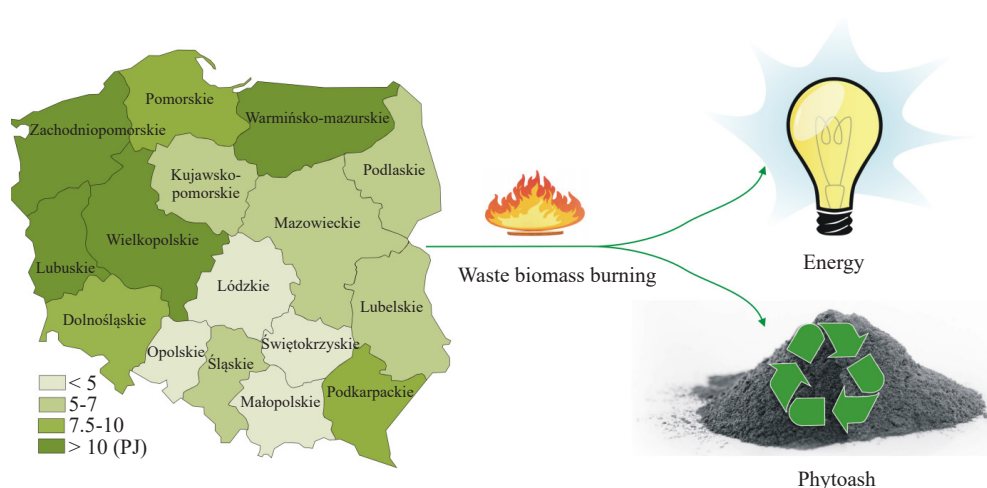 Pomorskie
Warmińsko-mazurskie
Zachodniopomorskie
Podlaskie
Kujawsko-
pomorskie
Mazowieckie
Wielkopolskie
Lubuskie
Lódzkie
Lubelskie
Dolnośląskie
Opolskie
Śląskie
Świętokrzyskie
Małopolskie
Podkarpackie
< 5
5-7
7.5-10
> 10 (PJ)
Waste biomass burning
Energy
Phytoash